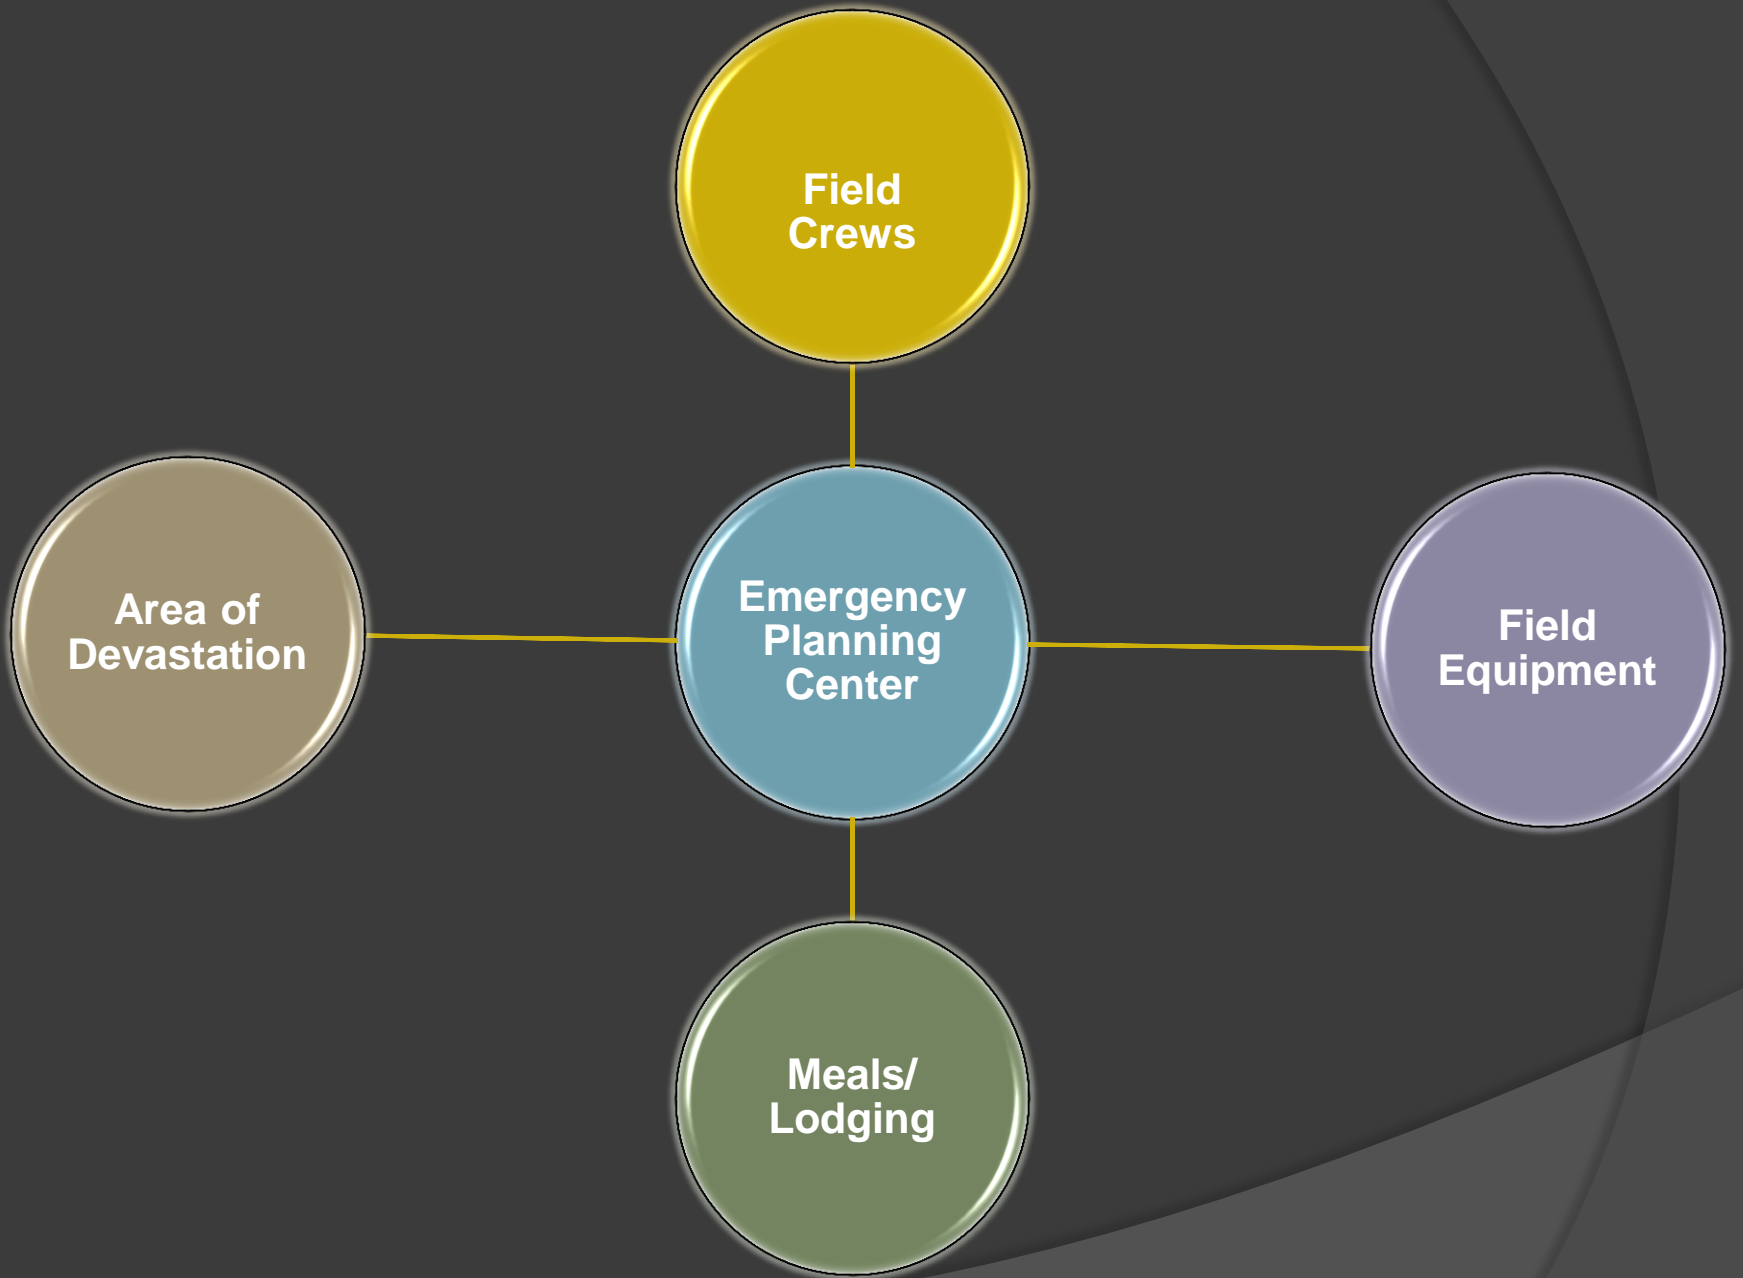 Field
Crews
Area of
Devastation
Emergency
Planning
Center
Field
Equipment
Meals/
Lodging